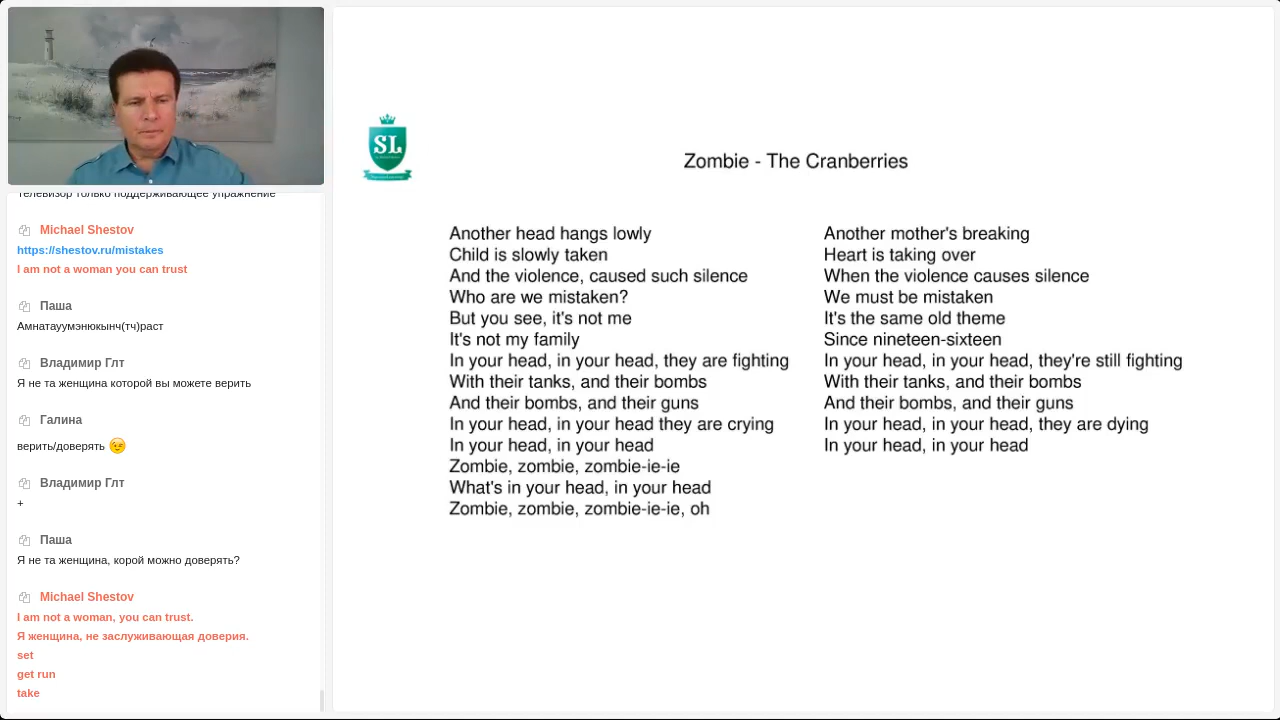 Телевизор только поддерживающее упражнение
Michael Shestov
https://shestov.ru/mistakes
I am not a woman you can trust
Паша
Амнатауумэнюкынч(тч)раст
Владимир Глт
Я не та женщина которой вы можете верить
Галина
верить/доверять
Владимир Глт
+
Паша
Я не та женщина, корой можно доверять?
Michael Shestov
I am not a woman, you can trust.
Я женщина, не заслуживающая доверия.
set
get run
take
SL
Zombie - The Cranberries
Another head hangs lowly
Child is slowly taken
And the violence, caused such silence
Who are we mistaken?
But you see, it's not me
It's not my family
In your head, in your head, they are fighting
With their tanks, and their bombs
And their bombs, and their guns
In your head, in your head they are crying
In your head, in your head
Zombie, zombie, zombie-ie-ie
What's in your head, in your head
Zombie, zombie, zombie-ie-ie, oh
Another mother's breaking
Heart is taking over
When the violence causes silence
We must be mistaken
It's the same old theme
Since nineteen-sixteen
In your head, in your head, they're still fighting
With their tanks, and their bombs
And their bombs, and their guns
In your head, in your head, they are dying
In your head, in your head